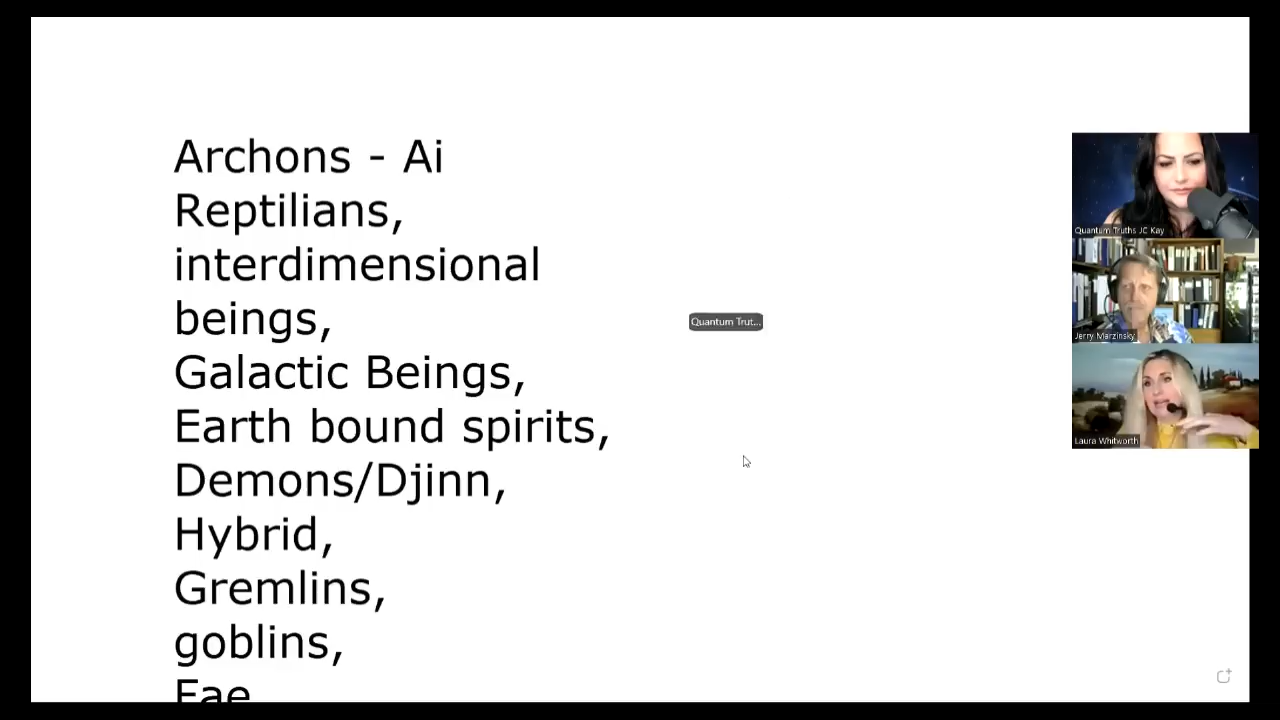 Archons - Ai
Reptilians,
interdimensional
beings,
Galactic Beings,
Earth bound spirits,
Demons/Djinn,
Hybrid,
Gremlins,
goblins,
Fae
Quantum Trut...
Quantum Truths JC Kay
Jerry Marzinsky
Laura Whitworth